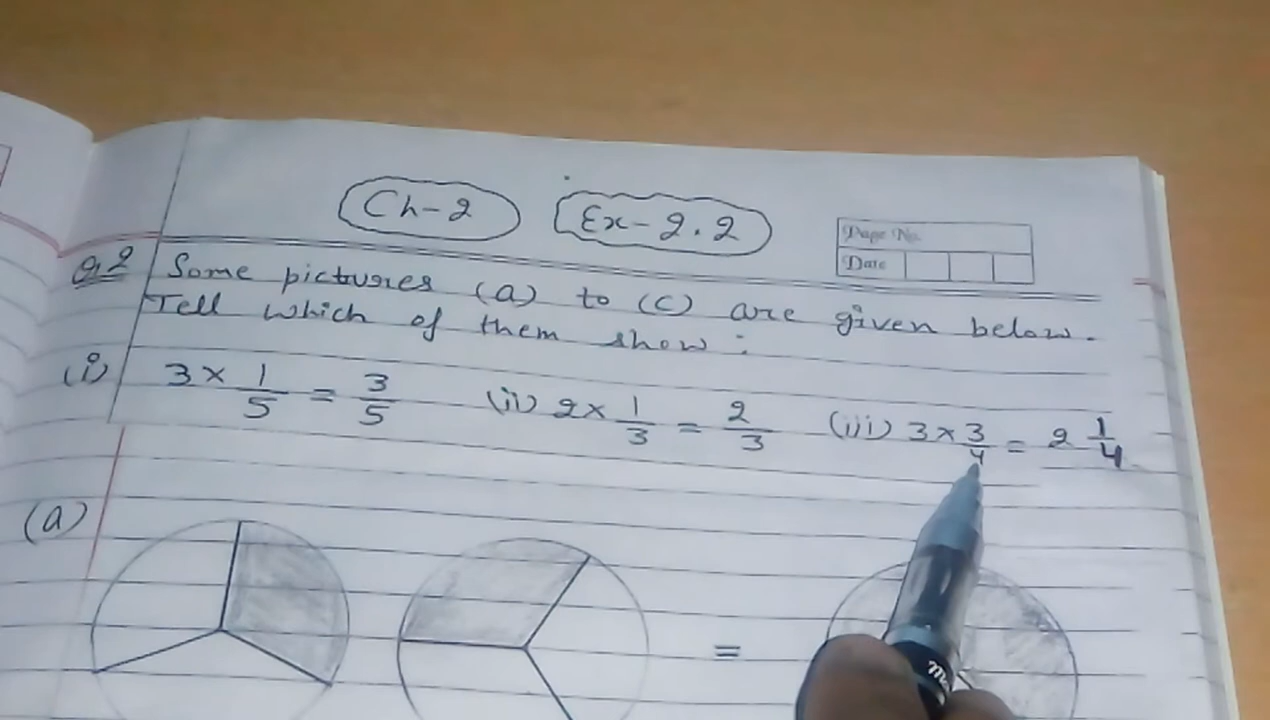 Ch-2 Ex-2.2
Page No.
Date
Q.2 Some pictures (a) to (c) are given below.
Tell which of them show :
(i) 3 × 1/5 = 3/5 (ii) 2 × 1/3 = 2/3 (iii) 3 × 3/4 = 2 1/4
(a)
=